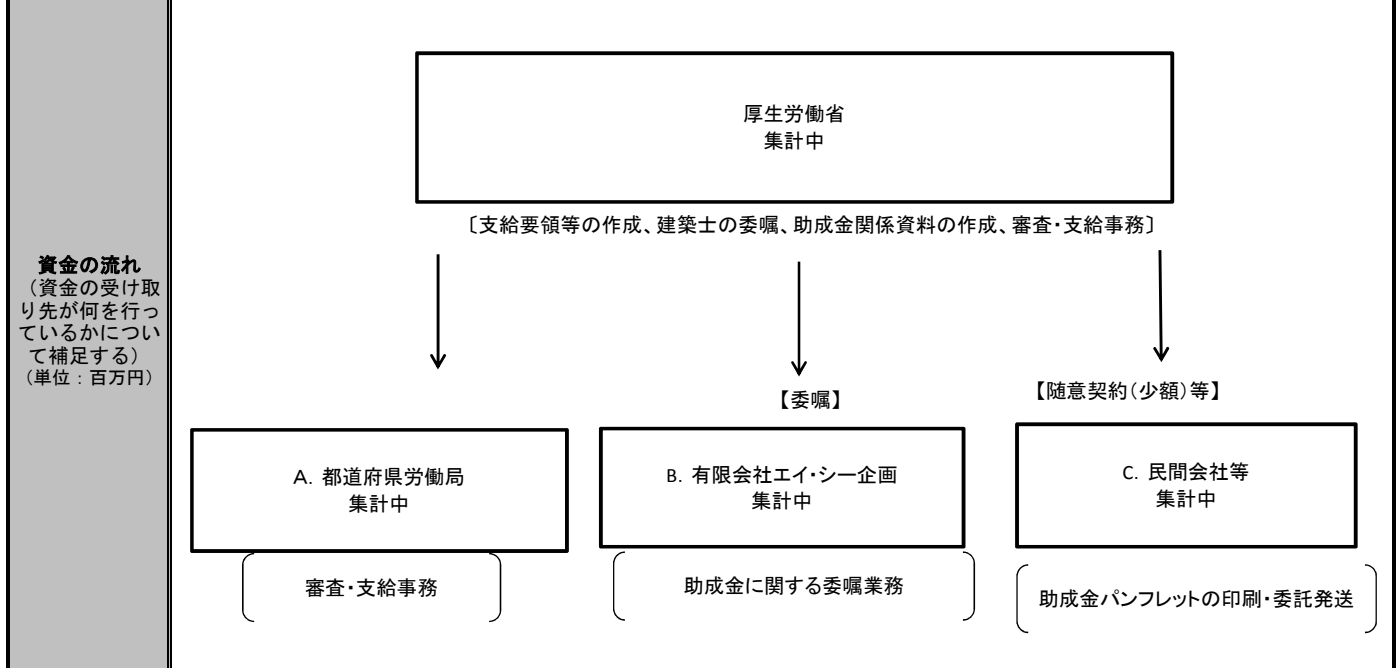 資金の流れ
（資金の受け取
り先が何を行っ
ているかについ
て補足する）
（単位：百万円）
厚生労働省
集計中
〔支給要領等の作成、建築士の委嘱、助成金関係資料の作成、審査・支給事務〕
【委嘱】
【随意契約（少額）等】
A．都道府県労働局
集計中
B．有限会社エイ・シー企画
集計中
C．民間会社等
集計中
審査・支給事務
助成金に関する委嘱業務
助成金パンフレットの印刷・委託発送